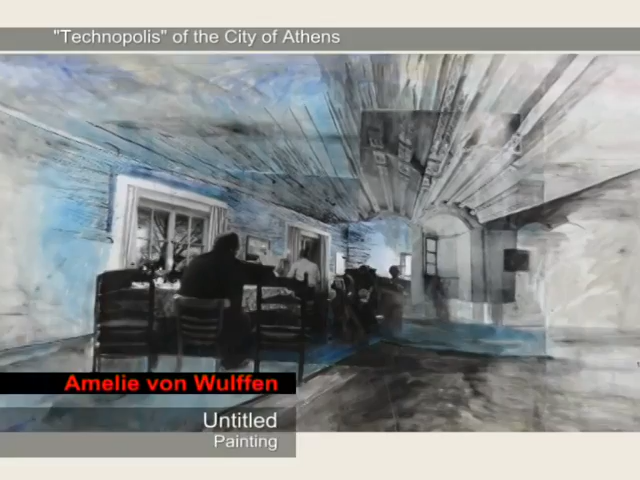 "Technopolis" of the City of Athens
Amelie von Wulffen
Untitled
Painting